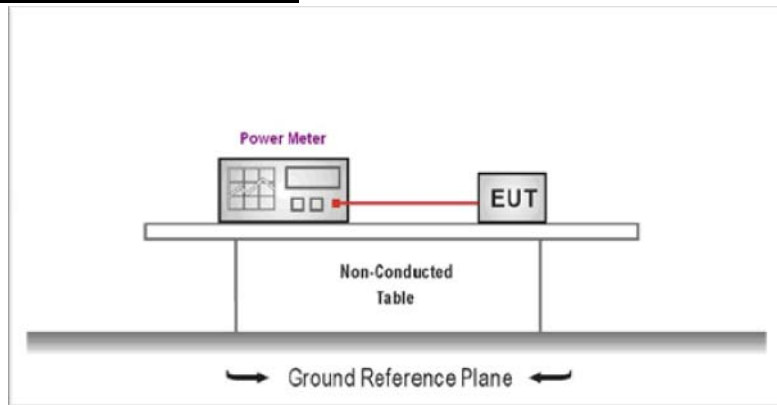 Power Meter
EUT
Non-Conducted
Table
Ground Reference Plane